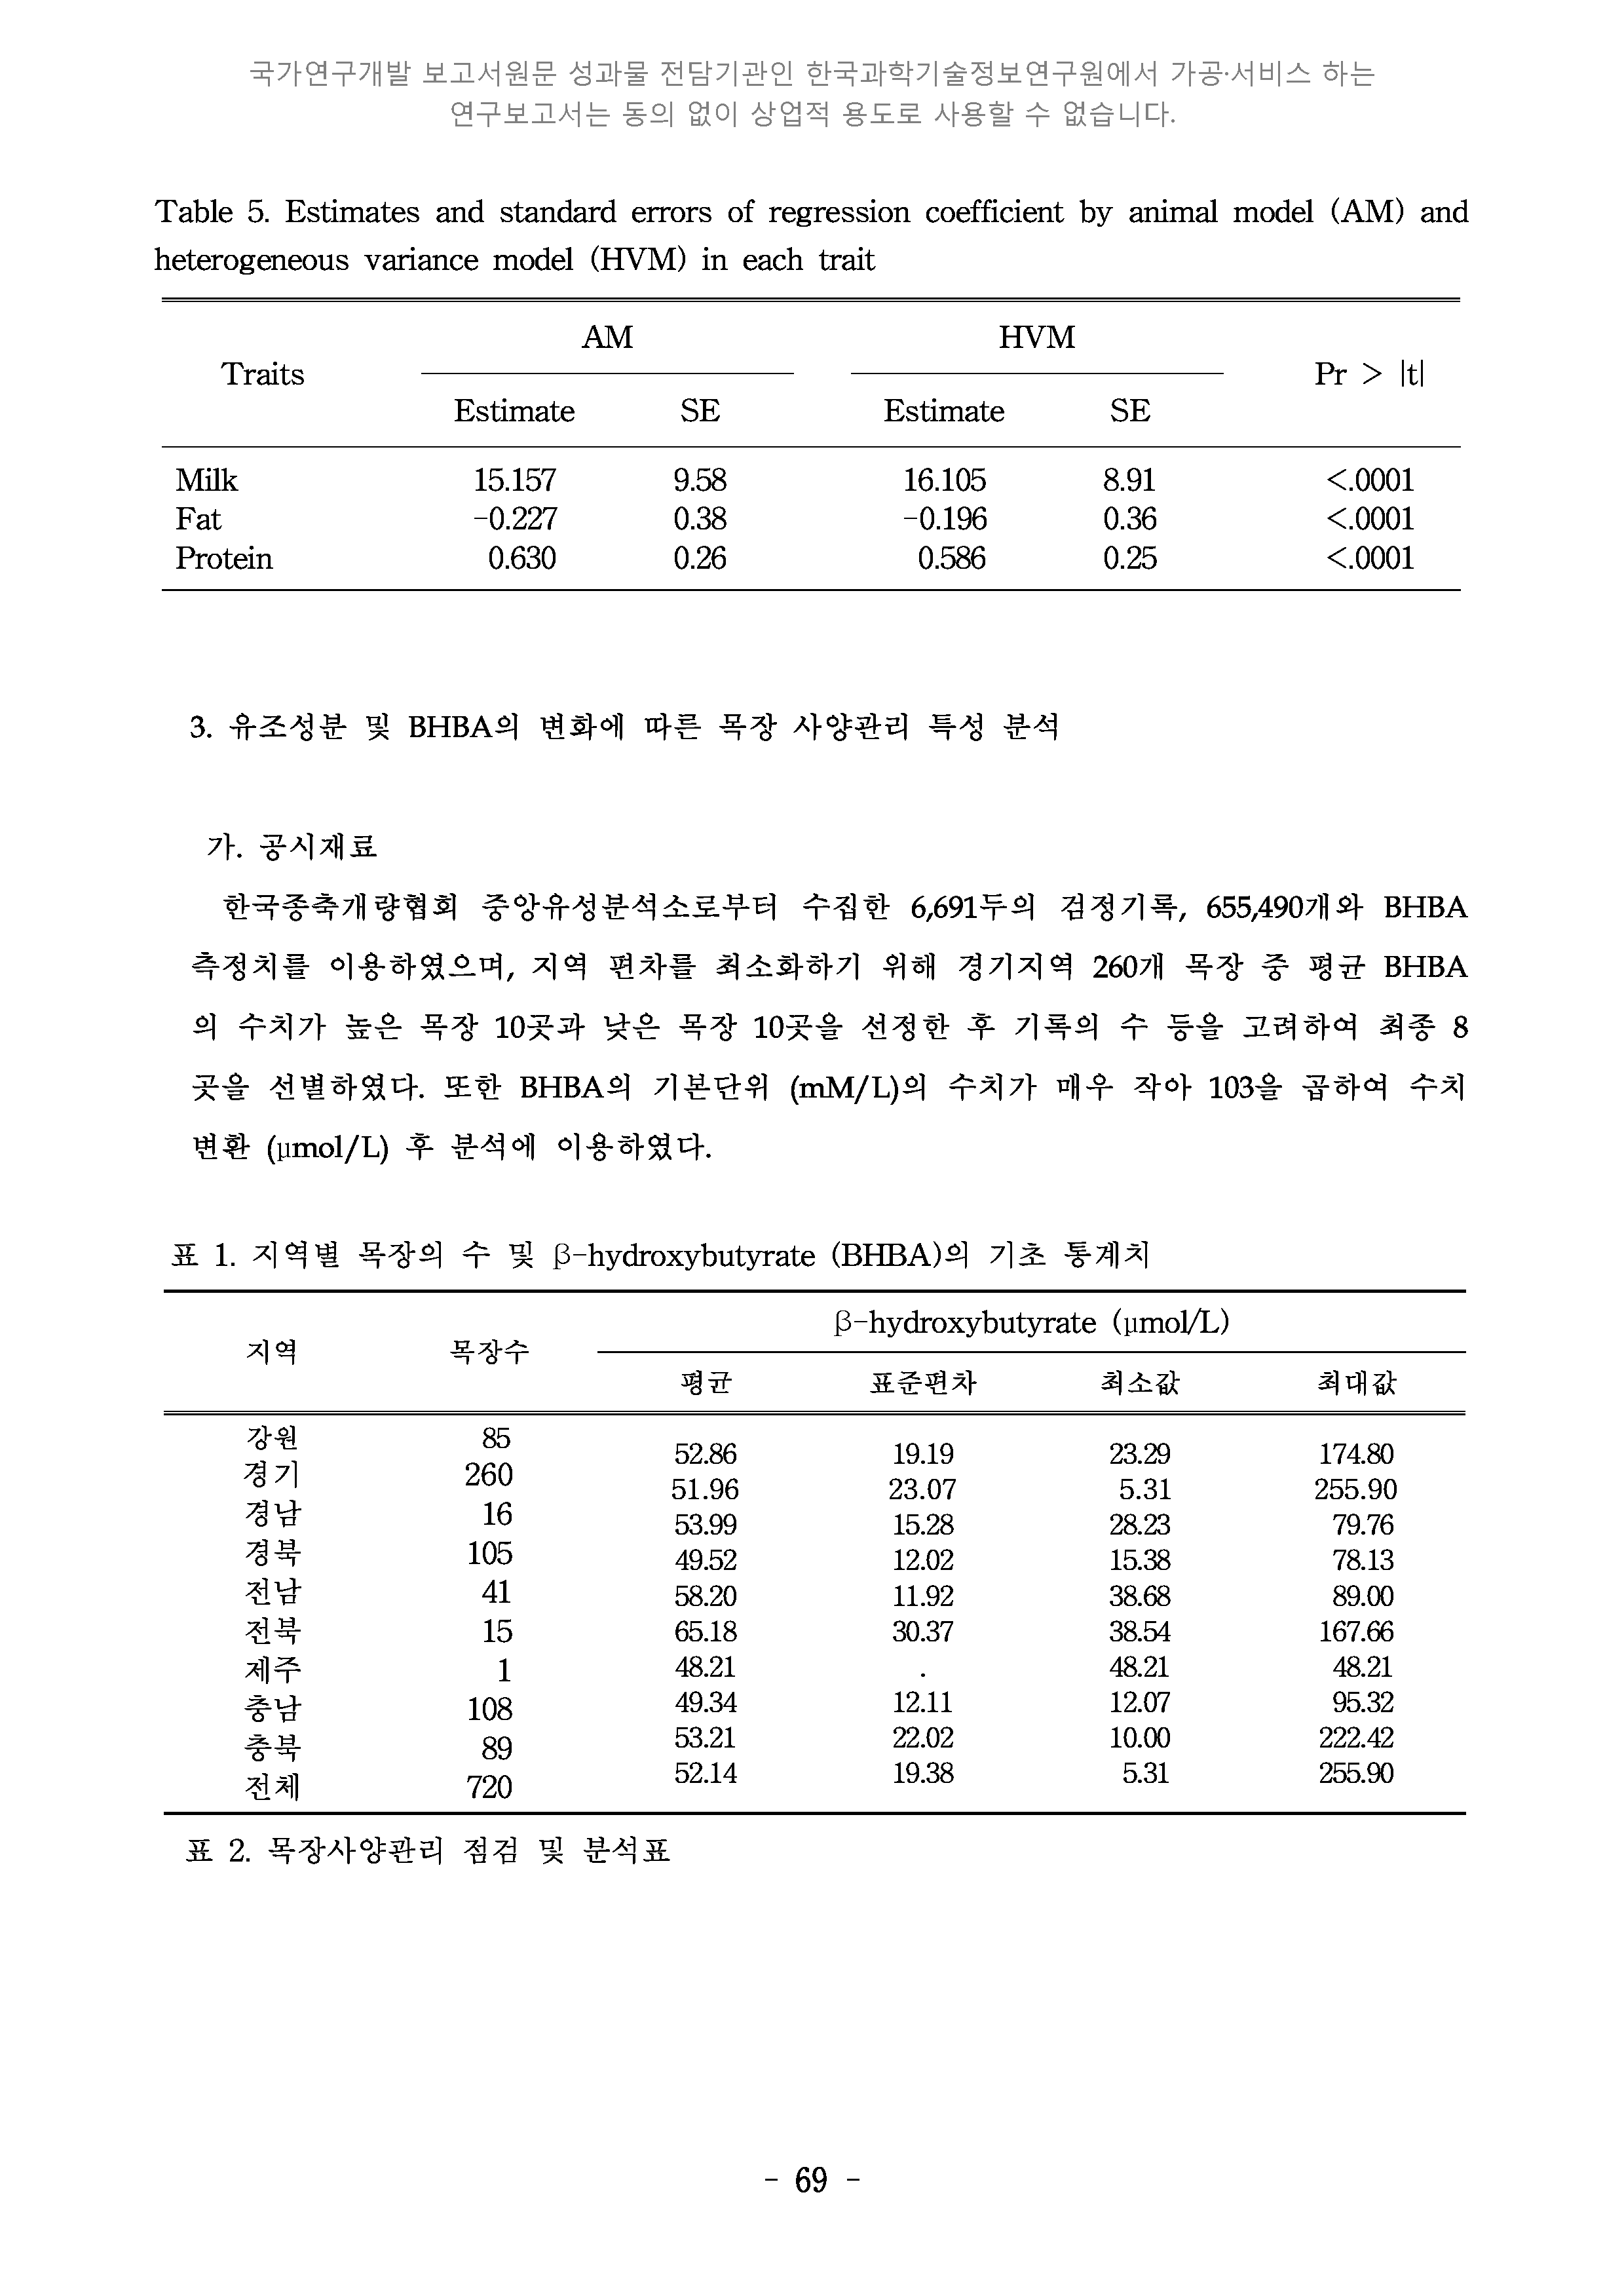 국가연구개발 보고서원문 성과물 전담기관인 한국과학기술정보연구원에서 가공·서비스 하는
연구보고서는 동의 없이 상업적 용도로 사용할 수 없습니다.
Table 5. Estimates and standard errors of regression coefficient by animal model (AM) and
heterogeneous variance model (HVM) in each trait
Traits AM HVM Pr > |t|
Estimate SE Estimate SE
Milk 15.157 9.58 16.105 8.91 <.0001
Fat -0.227 0.38 -0.196 0.36 <.0001
Protein 0.630 0.26 0.586 0.25 <.0001
3. 유조성분 및 BHBA의 변화에 따른 목장 사양관리 특성 분석
가. 공시재료
한국종축개량협회 중앙유성분석소로부터 수집한 6,691두의 검정기록, 655,490개와 BHBA
측정치를 이용하였으며, 지역 편차를 최소화하기 위해 경기지역 260개 목장 중 평균 BHBA
의 수치가 높은 목장 10곳과 낮은 목장 10곳을 선정한 후 기록의 수 등을 고려하여 최종 8
곳을 선별하였다. 또한 BHBA의 기본단위 (mM/L)의 수치가 매우 작아 103을 곱하여 수치
변환 (μmol/L) 후 분석에 이용하였다.
표 1. 지역별 목장의 수 및 β-hydroxybutyrate (BHBA)의 기초 통계치
지역 목장수 β-hydroxybutyrate (μmol/L)
평균 표준편차 최소값 최대값
강원 85 52.86 19.19 23.29 174.80
경기 260 51.96 23.07 5.31 255.90
경남 16 53.99 15.28 28.23 79.76
경북 105 49.52 12.02 15.38 78.13
전남 41 58.20 11.92 38.68 89.00
전북 15 65.18 30.37 38.54 167.66
제주 1 48.21 . 48.21 48.21
충남 108 49.34 12.11 12.07 95.32
충북 89 53.21 22.02 10.00 222.42
전체 720 52.14 19.38 5.31 255.90
표 2. 목장사양관리 점검 및 분석표
- 69 -